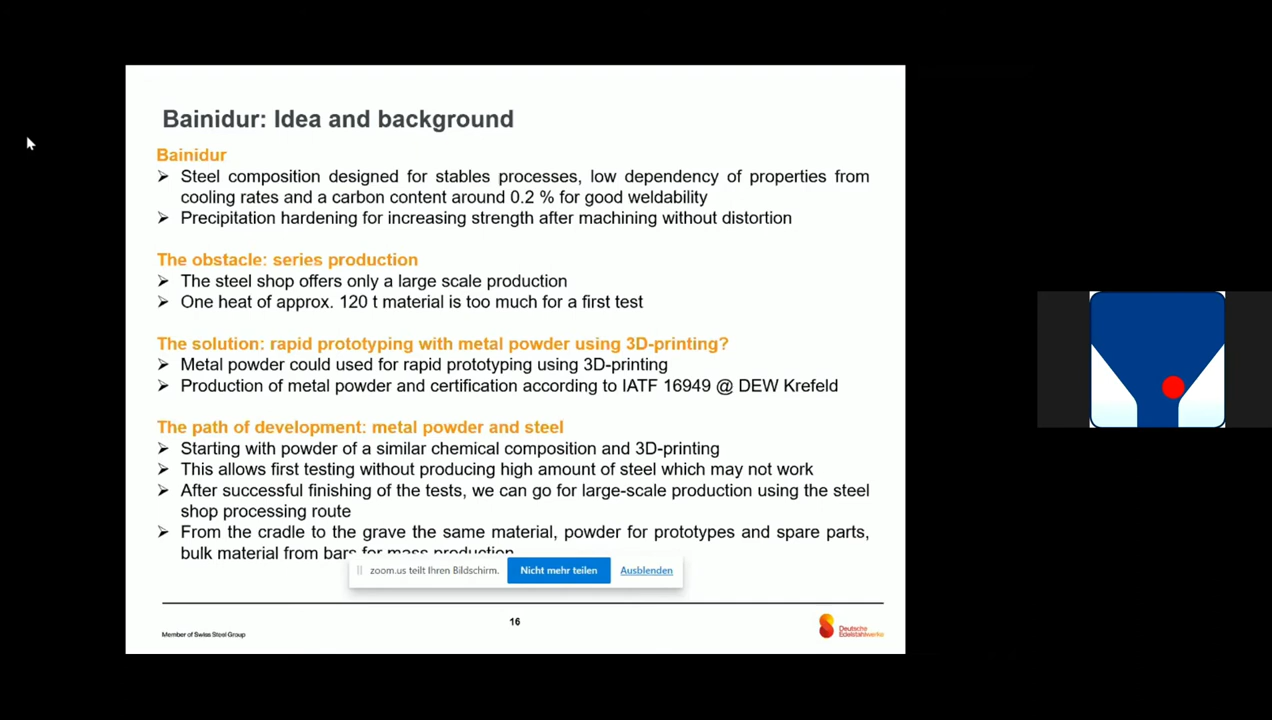 Bainidur: Idea and background
Bainidur
➢ Steel composition designed for stables processes, low dependency of properties from
cooling rates and a carbon content around 0.2 % for good weldability
➢ Precipitation hardening for increasing strength after machining without distortion
The obstacle: series production
➢ The steel shop offers only a large scale production
➢ One heat of approx. 120 t material is too much for a first test
The solution: rapid prototyping with metal powder using 3D-printing?
➢ Metal powder could used for rapid prototyping using 3D-printing
➢ Production of metal powder and certification according to IATF 16949 @ DEW Krefeld
The path of development: metal powder and steel
➢ Starting with powder of a similar chemical composition and 3D-printing
➢ This allows first testing without producing high amount of steel which may not work
➢ After successful finishing of the tests, we can go for large-scale production using the steel
shop processing route
➢ From the cradle to the grave the same material, powder for prototypes and spare parts,
bulk material from bars for mass production
zoom.us teilt Ihren Bildschirm. Nicht mehr teilen Ausblenden
16
Member of Swiss Steel Group
Deutsche
Edelstahlwerke